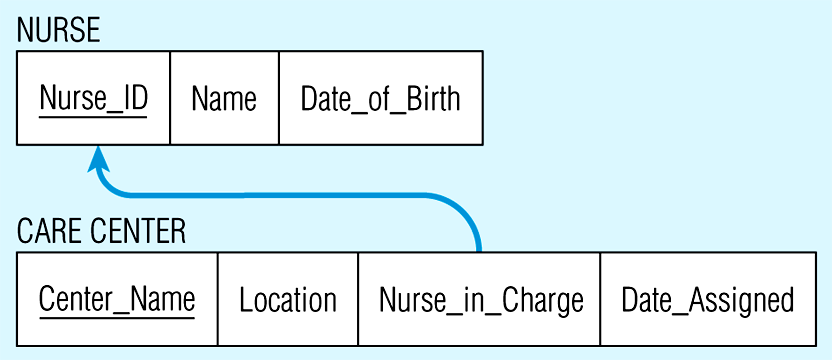 NURSE
Nurse_ID Name Date_of_Birth
CARE CENTER
Center_Name Location Nurse_in_Charge Date_Assigned